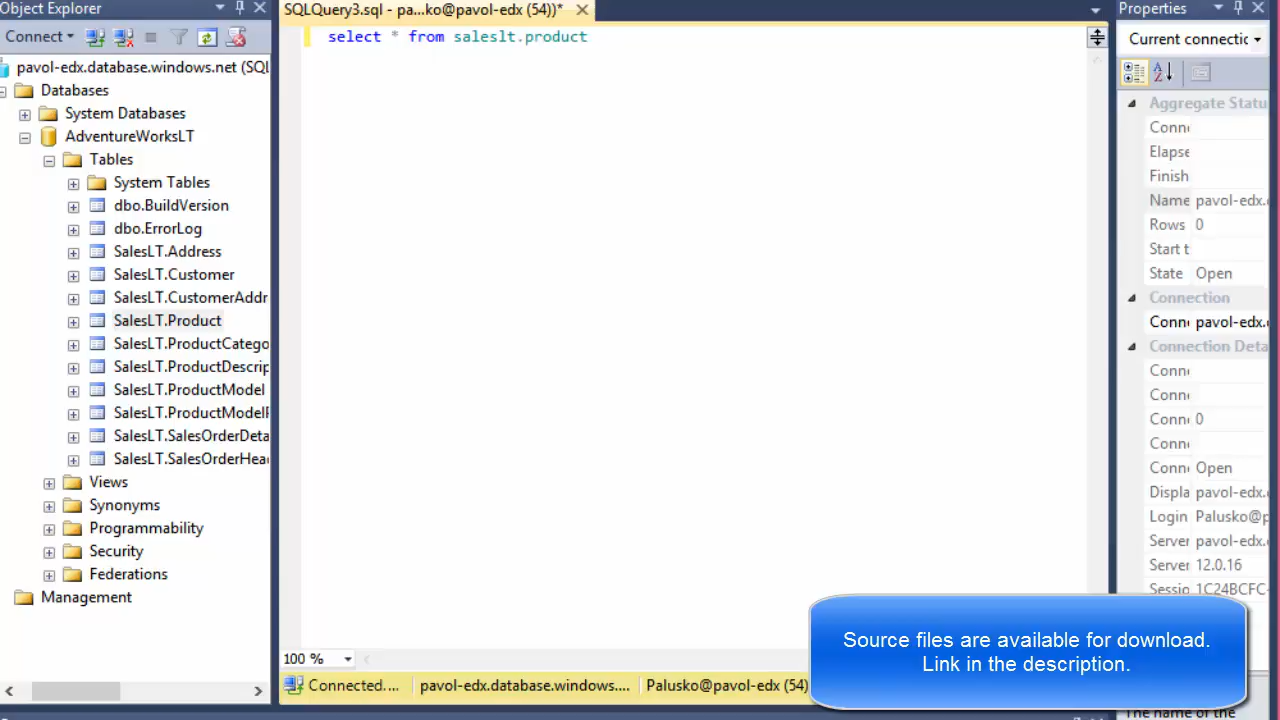 Object Explorer
Connect
pavol-edx.database.windows.net (SQL
Databases
System Databases
AdventureWorksLT
Tables
System Tables
dbo.BuildVersion
dbo.ErrorLog
SalesLT.Address
SalesLT.Customer
SalesLT.CustomerAddr
SalesLT.Product
SalesLT.ProductCatego
SalesLT.ProductDescrip
SalesLT.ProductModel
SalesLT.ProductModel
SalesLT.SalesOrderDeta
SalesLT.SalesOrderHea
Views
Synonyms
Programmability
Security
Federations
Management
SQLQuery3.sql - pa...ko@pavol-edx (54))*
select * from saleslt.product
100 %
Connected....
pavol-edx.database.windows....
Palusko@pavol-edx (54)
Properties
Current connectic
Aggregate Statu
Conn
Elapse
Finish
Name pavol-edx.
Rows 0
Start t
State Open
Connection
Conn pavol-edx.
Connection Deta
Conn
Conn
Conn 0
Conn
Conn Open
Displa pavol-edx.
Login Palusko@p
Server pavol-edx.
Server 12.0.16
Sessio 1C24BCFC-
The name of the
Source files are available for download.
Link in the description.